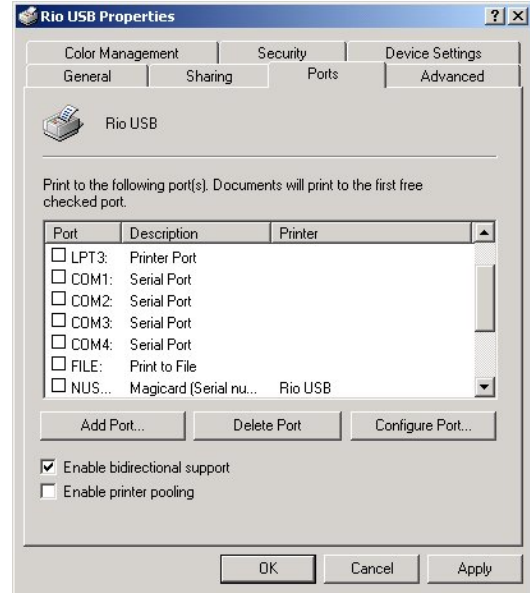 Rio USB Properties
Color Management Security Device Settings
General Sharing Ports Advanced
Rio USB
Print to the following port(s). Documents will print to the first free
checked port.
Port Description Printer
LPT3: Printer Port
COM1: Serial Port
COM2: Serial Port
COM3: Serial Port
COM4: Serial Port
FILE: Print to File
NUS... Magicard (Serial nu... Rio USB
Add Port... Delete Port Configure Port...
Enable bidirectional support
Enable printer pooling
OK Cancel Apply